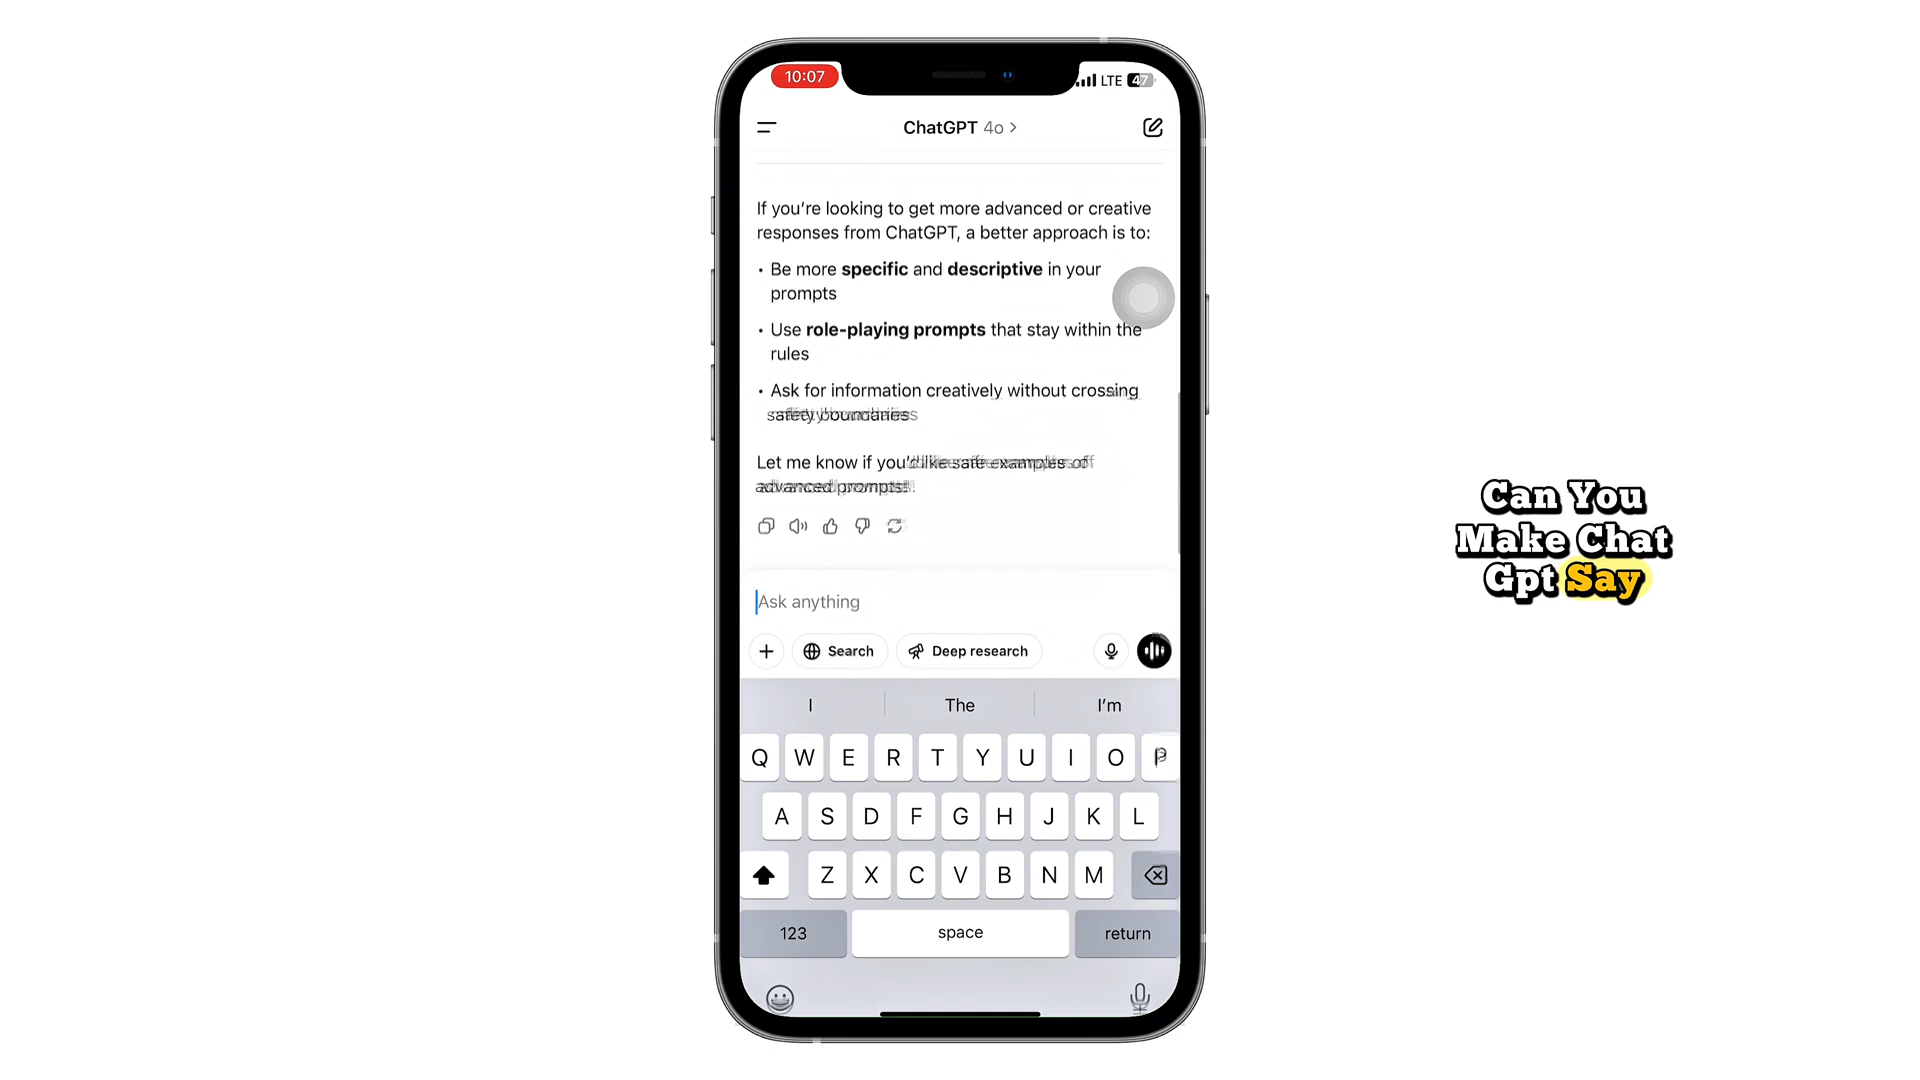 10:07
LTE 47
ChatGPT 4o >
If you're looking to get more advanced or creative
responses from ChatGPT, a better approach is to:
• Be more specific and descriptive in your
prompts
• Use role-playing prompts that stay within the
rules
• Ask for information creatively without crossing
safety boundaries
Let me know if you'd like safe examples of
advanced prompts!
Ask anything
Search
Deep research
I
The
I'm
Q W E R T Y U I O P
A S D F G H J K L
Z X C V B N M
123
space
return
Can You
Make Chat
Gpt Say